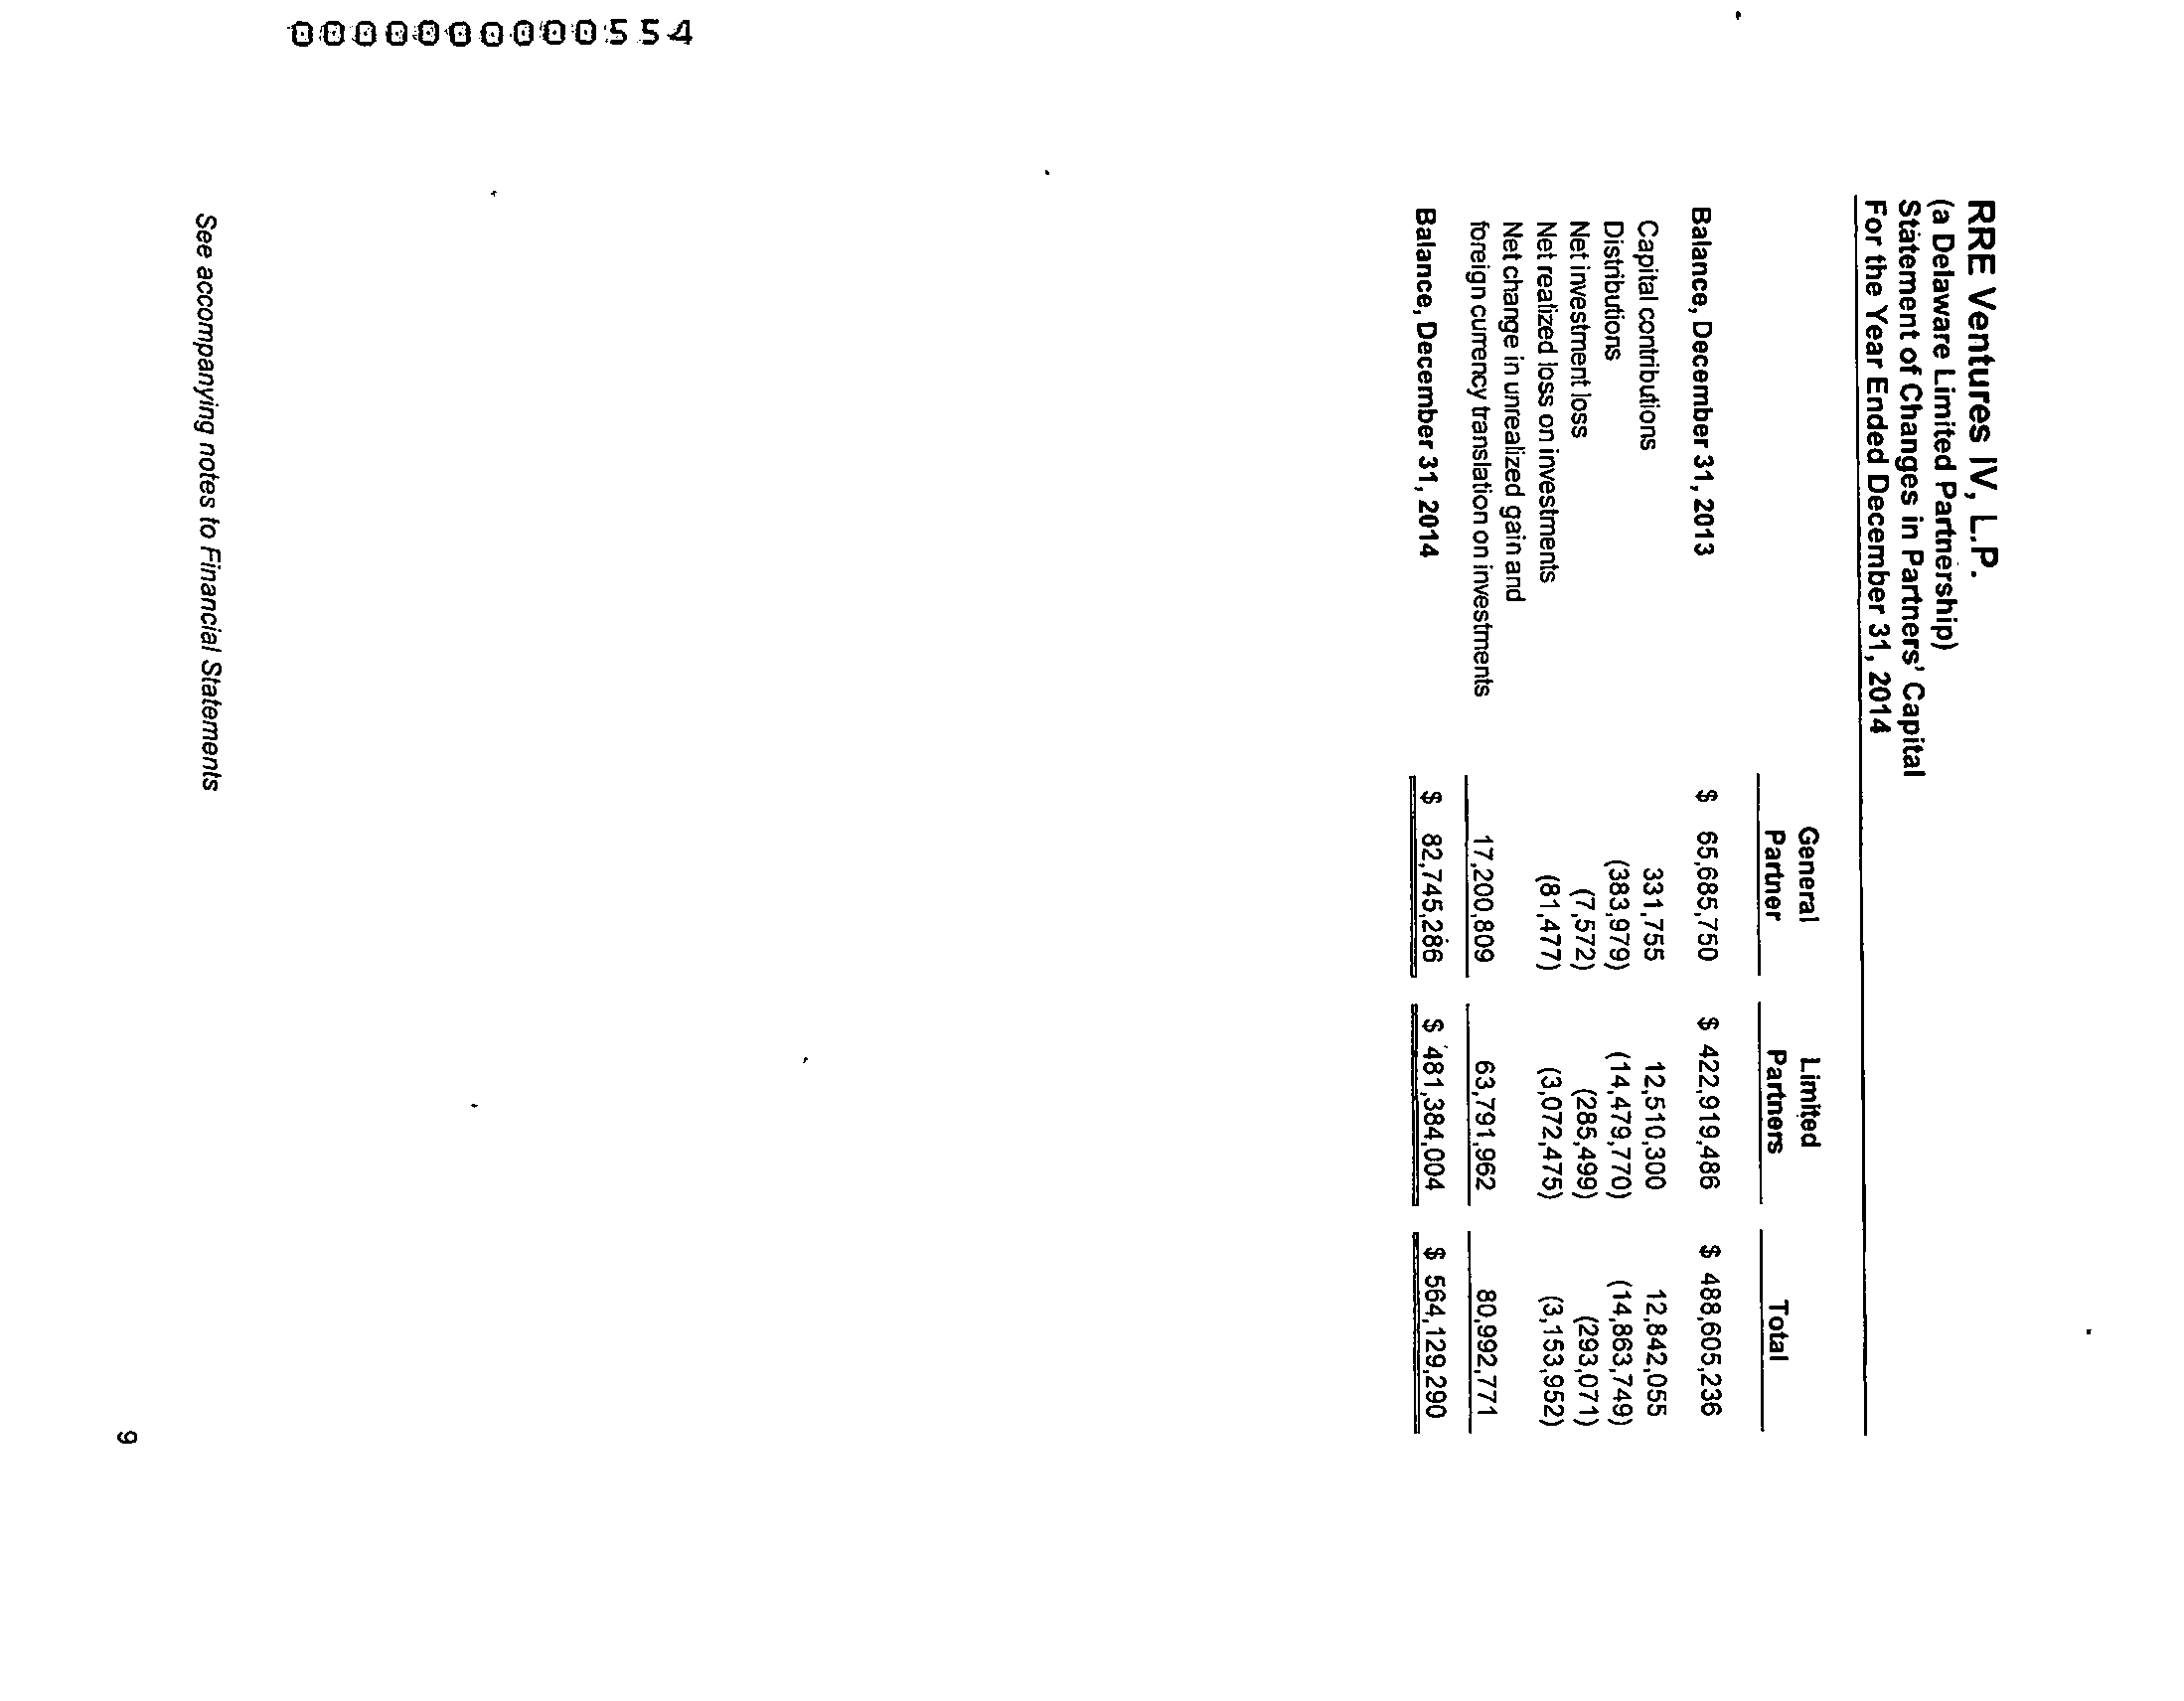 RRE Ventures IV, L.P.
(a Delaware Limited Partnership)
Statement of Changes in Partners' Capital
For the Year Ended December 31, 2014
General Partner Limited Partners Total
Balance, December 31, 2013 $ 65,685,750 $ 422,919,486 $ 488,605,236
Capital contributions 331,755 12,510,300 12,842,055
Distributions (383,979) (14,479,770) (14,863,749)
Net investment loss (7,572) (285,499) (293,071)
Net realized loss on investments (81,477) (3,072,475) (3,153,952)
Net change in unrealized gain and
foreign currency translation on investments 17,200,809 63,791,962 80,992,771
Balance, December 31, 2014 $ 82,745,286 $ 481,384,004 $ 564,129,290
See accompanying notes to Financial Statements
9
0000000000554